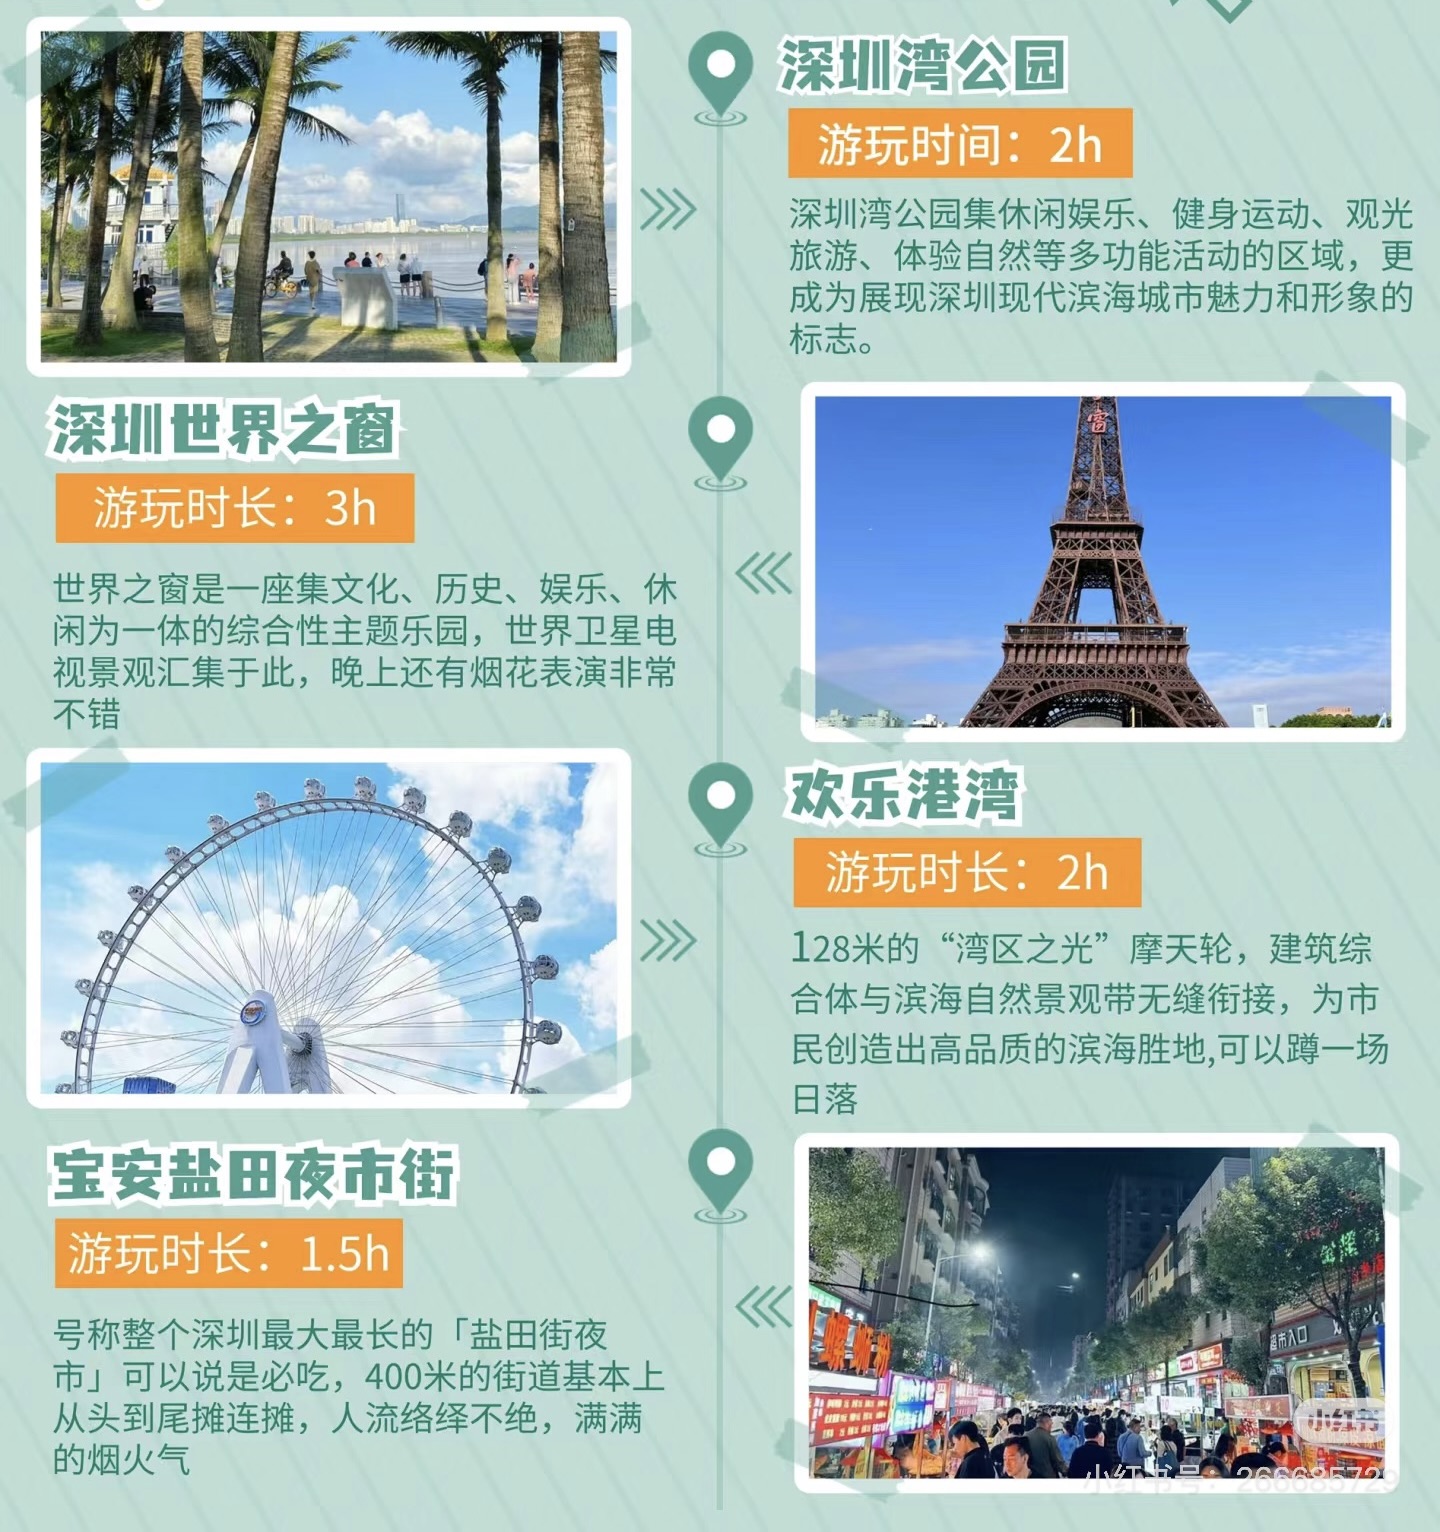 深圳湾公园
游玩时间：2h
深圳湾公园集休闲娱乐、健身运动、观光
旅游、体验自然等多功能活动的区域，更
成为展现深圳现代滨海城市魅力和形象的
标志。
深圳世界之窗
游玩时长：3h
世界之窗是一座集文化、历史、娱乐、休
闲为一体的综合性主题乐园，世界卫星电
视景观汇集于此，晚上还有烟花表演非常
不错
窗
欢乐港湾
游玩时长：2h
128米的“湾区之光”摩天轮，建筑综
合体与滨海自然景观带无缝衔接，为市
民创造出高品质的滨海胜地,可以蹲一场
日落
宝安盐田夜市街
游玩时长：1.5h
号称整个深圳最大最长的「盐田街夜
市」可以说是必吃，400米的街道基本上
从头到尾摊连摊，人流络绎不绝，满满
的烟火气
市入口
小红书
小红书号：266685729